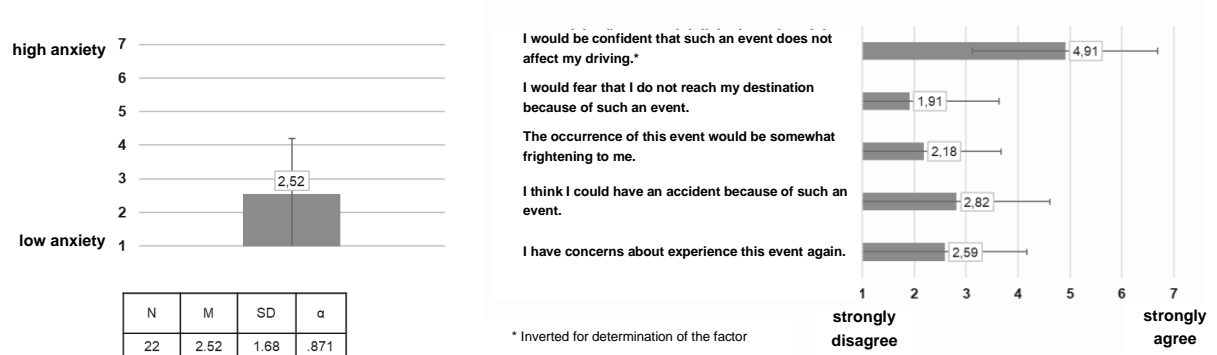 high anxiety
7
6
5
4
3
2
low anxiety
1
2,52
N M SD α
22 2.52 1.68 .871
I would be confident that such an event does not
affect my driving.*
4,91
I would fear that I do not reach my destination
because of such an event.
1,91
The occurrence of this event would be somewhat
frightening to me.
2,18
I think I could have an accident because of such an
event.
2,82
I have concerns about experience this event again.
2,59
1 2 3 4 5 6 7
strongly
disagree
strongly
agree
* Inverted for determination of the factor